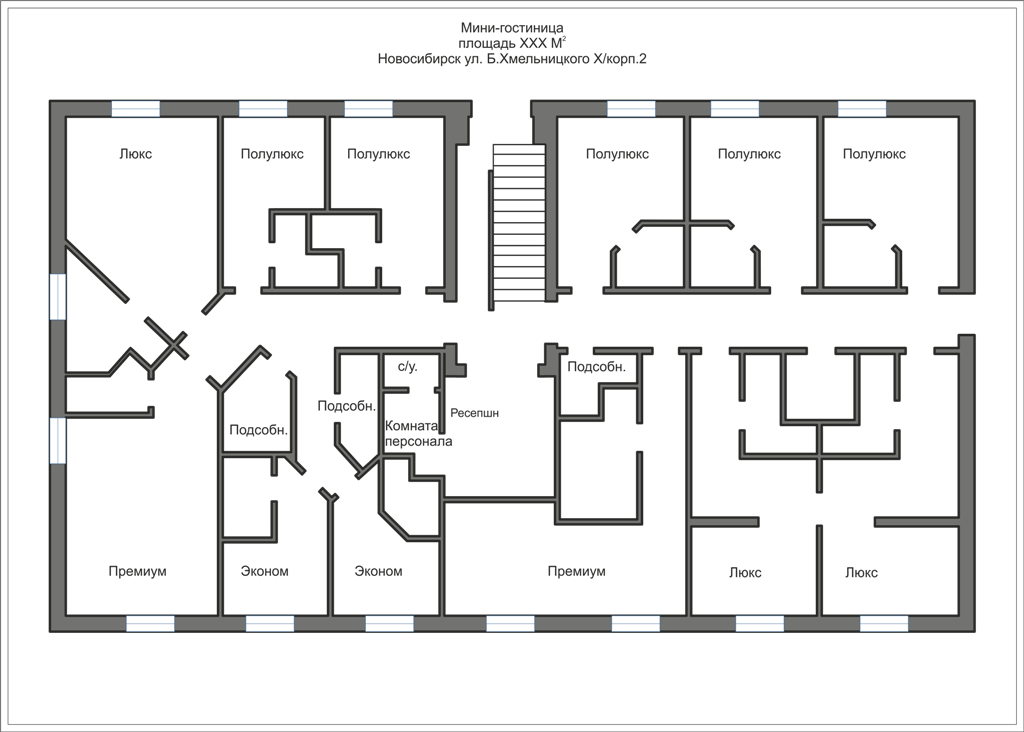 Мини-гостиница
площадь XXX М²
Новосибирск ул. Б.Хмельницкого Х/корп.2
Люкс
Полулюкс
Полулюкс
Полулюкс
Полулюкс
Полулюкс
с/у.
Подсобн.
Подсобн.
Ресепшн
Подсобн.
Комната
персонала
Премиум
Эконом
Эконом
Премиум
Люкс
Люкс